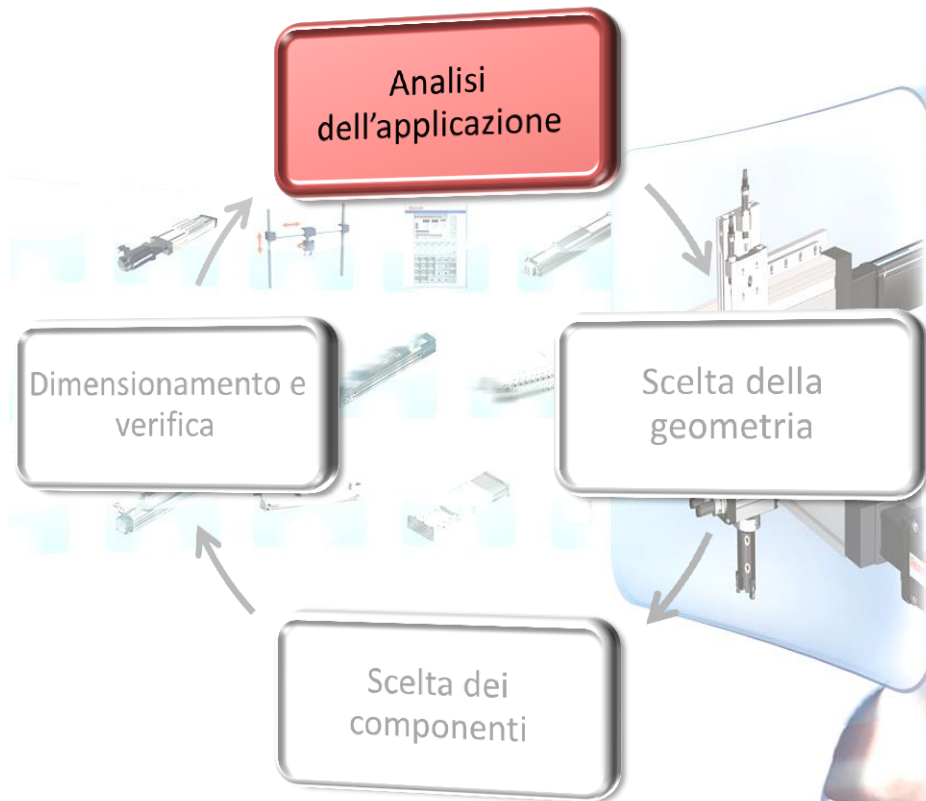 Analisi
dell’applicazione
Dimensionamento e
verifica
Scelta della
geometria
Scelta dei
componenti